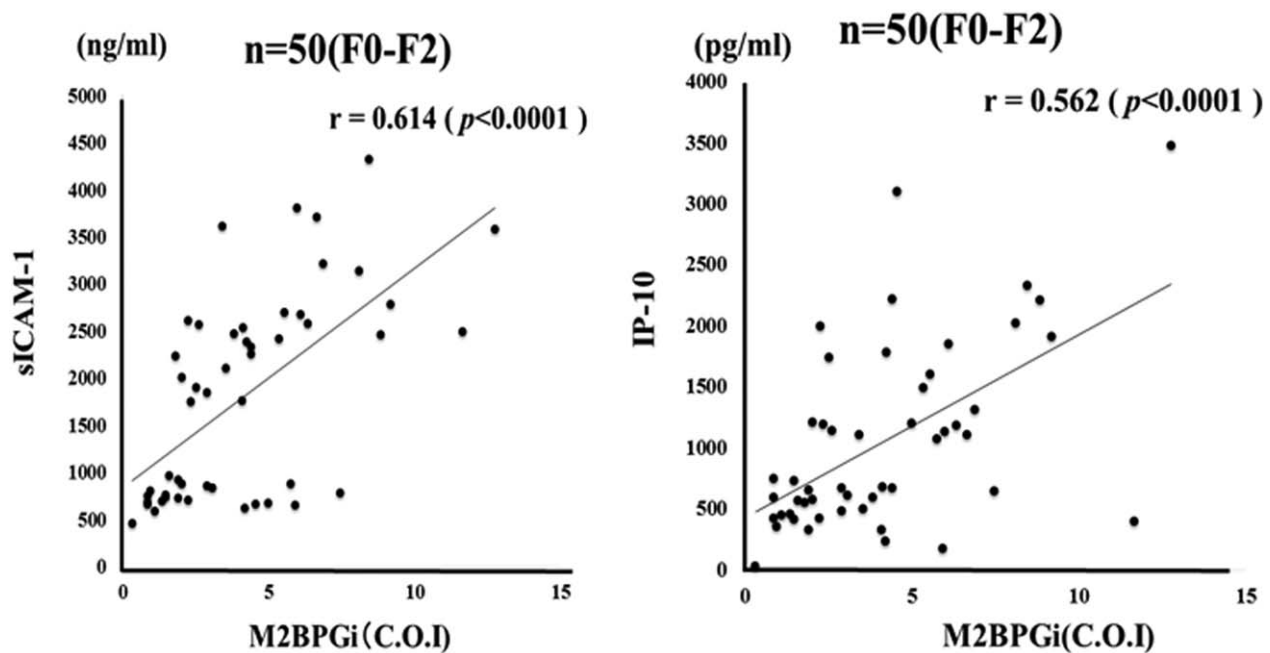 (ng/ml)
n=50(F0-F2)
r = 0.614 ( p<0.0001 )
5000
4500
4000
3500
3000
2500
2000
1500
1000
500
0
sICAM-1
0 5 10 15
M2BPGi(C.O.I)
(pg/ml)
n=50(F0-F2)
r = 0.562 ( p<0.0001 )
4000
3500
3000
2500
2000
1500
1000
500
0
IP-10
0 5 10 15
M2BPGi(C.O.I)